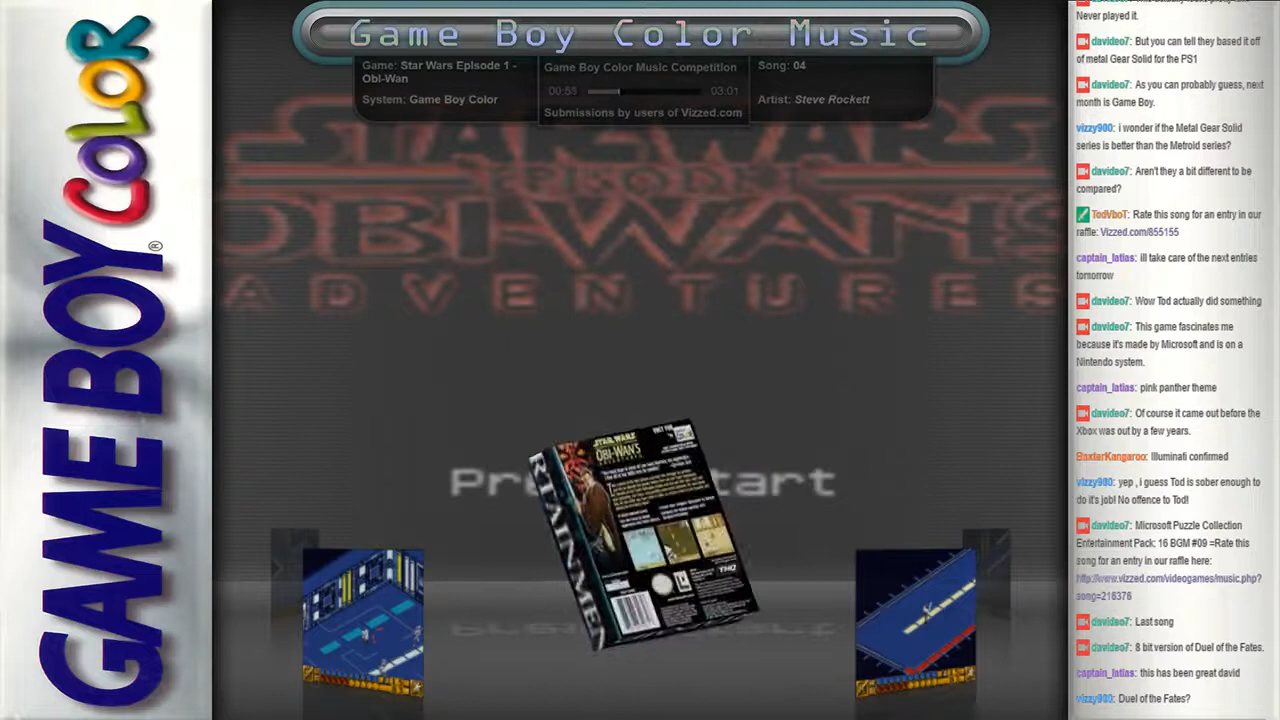 Game Boy Color Music
Game: Star Wars Episode 1 -
Obi-Wan
System: Game Boy Color
Game Boy Color Music Competition
00:55
03:01
Submissions by users of Vizzed.com
Song: 04
Artist: Steve Rockett
GAME BOY COLOR
®
STAR WARS
EPISODE I
OBI-WAN'S
ADVENTURES
Pre
tart
STAR WARS
OBI-WAN'S
THQ
Never played it.
davideo7: But you can tell they based it off
of metal Gear Solid for the PS1
davideo7: As you can probably guess, next
month is Game Boy.
vizzy900: i wonder if the Metal Gear Solid
series is better than the Metroid series?
davideo7: Aren't they a bit different to be
compared?
TodVboT: Rate this song for an entry in our
raffle: Vizzed.com/855155
captain_latias: ill take care of the next entries
tomorrow
davideo7: Wow Tod actually did something
davideo7: This game fascinates me
because it's made by Microsoft and is on a
Nintendo system.
captain_latias: pink panther theme
davideo7: Of course it came out before the
Xbox was out by a few years.
BaxterKangaroo: Illuminati confirmed
vizzy900: yep , i guess Tod is sober enough to
do it's job! No offence to Tod!
davideo7: Microsoft Puzzle Collection
Entertainment Pack: 16 BGM #09 =Rate this
song for an entry in our raffle here:
http://www.vizzed.com/videogames/music.php?
song=216376
davideo7: Last song
davideo7: 8 bit version of Duel of the Fates.
captain_latias: this has been great david
vizzy900: Duel of the Fates?